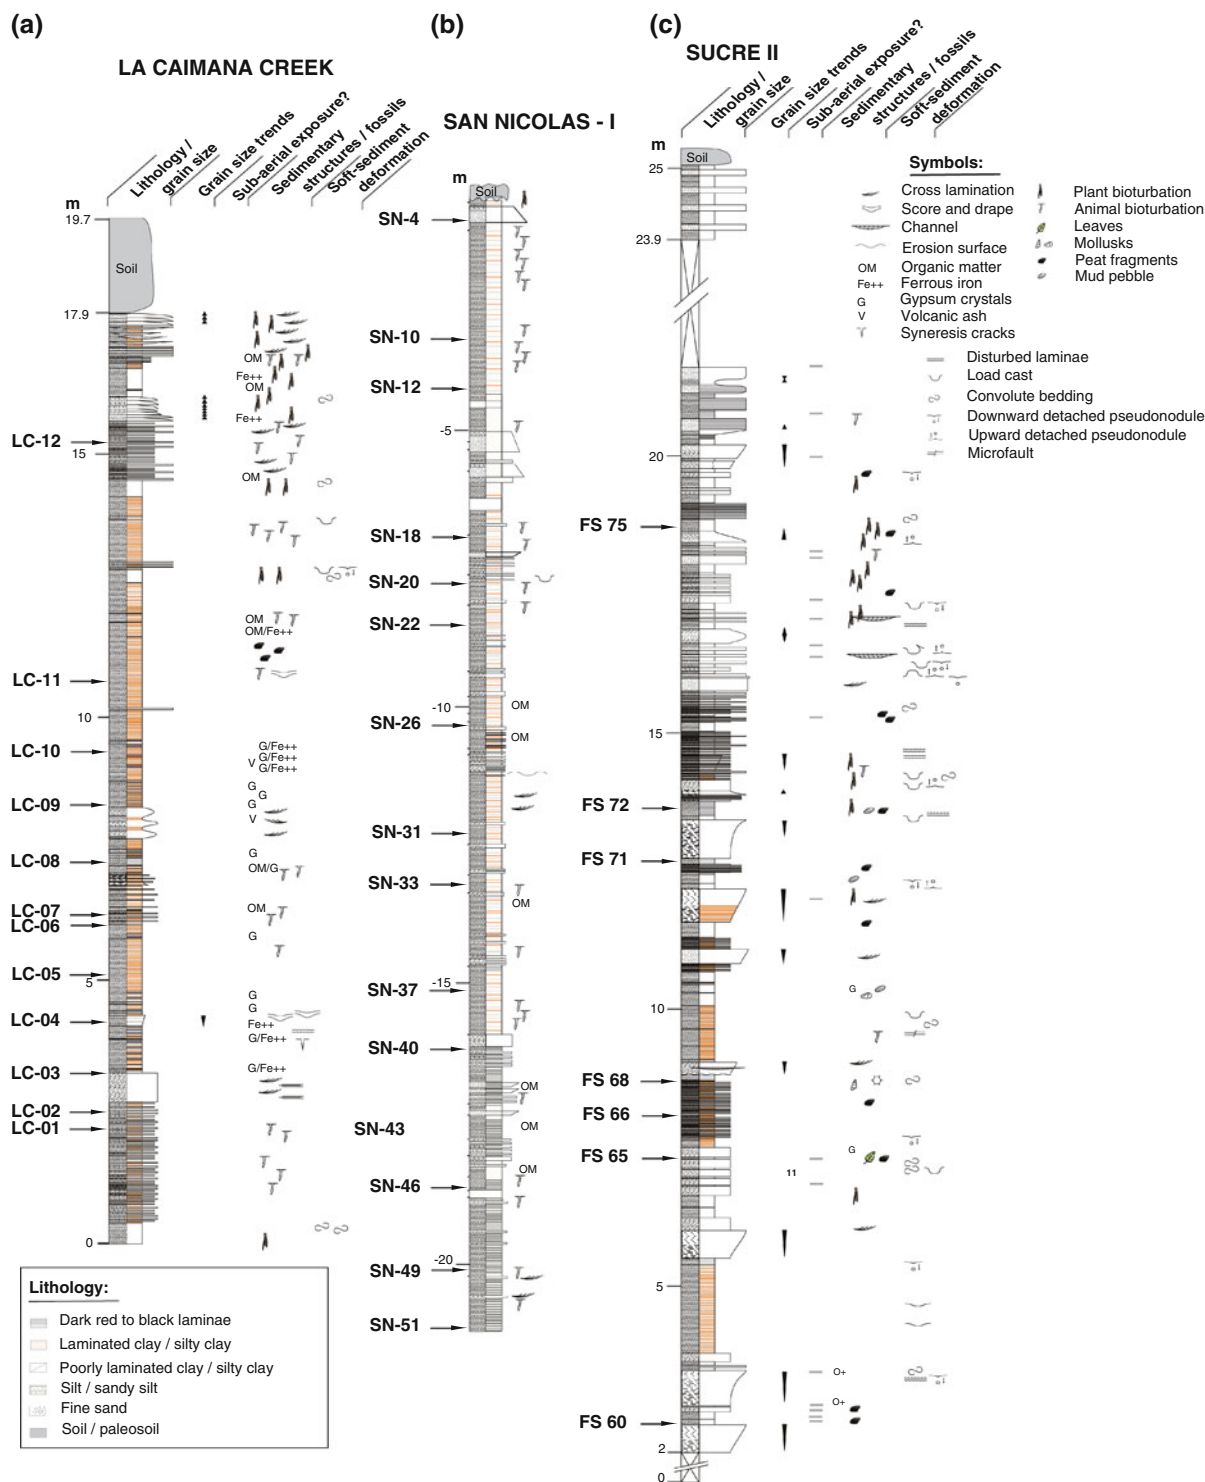 (a)
LA CAIMANA CREEK
Lithology /
grain size
Grain size trends
Sub-aerial exposure?
Sedimentary
structures / fossils
Soft-sediment
deformation
m
19.7
Soil
17.9
OM
Fe++
OM
Fe++
LC-12
15
OM
OM
OM/Fe++
LC-11
10
LC-10
G/Fe++
G/Fe++
V
G/Fe++
G
G
LC-09
G
V
LC-08
G
OM/G
LC-07
OM
LC-06
G
LC-05
5
G
G
LC-04
Fe++
G/Fe++
LC-03
G/Fe++
LC-02
LC-01
0
Lithology:
Dark red to black laminae
Laminated clay / silty clay
Poorly laminated clay / silty clay
Silt / sandy silt
Fine sand
Soil / paleosoil
(b)
SAN NICOLAS - I
m
Soil
SN-4
SN-10
SN-12
-5
SN-18
SN-20
SN-22
-10
OM
SN-26
OM
SN-31
SN-33
OM
-15
SN-37
SN-40
OM
SN-43
OM
OM
SN-46
-20
SN-49
SN-51
(c)
SUCRE II
Lithology /
grain size
Grain size trends
Sub-aerial exposure?
Sedimentary
structures / fossils
Soft-sediment
deformation
m
Soil
25
23.9
20
FS 75
15
FS 72
FS 71
G
10
FS 68
FS 66
FS 65
G
11
5
O+
O+
FS 60
2
0
Symbols:
Cross lamination
Score and drape
Channel
Erosion surface
OM Organic matter
Fe++ Ferrous iron
G Gypsum crystals
V Volcanic ash
Syneresis cracks
Plant bioturbation
Animal bioturbation
Leaves
Mollusks
Peat fragments
Mud pebble
Disturbed laminae
Load cast
Convolute bedding
Downward detached pseudonodule
Upward detached pseudonodule
Microfault